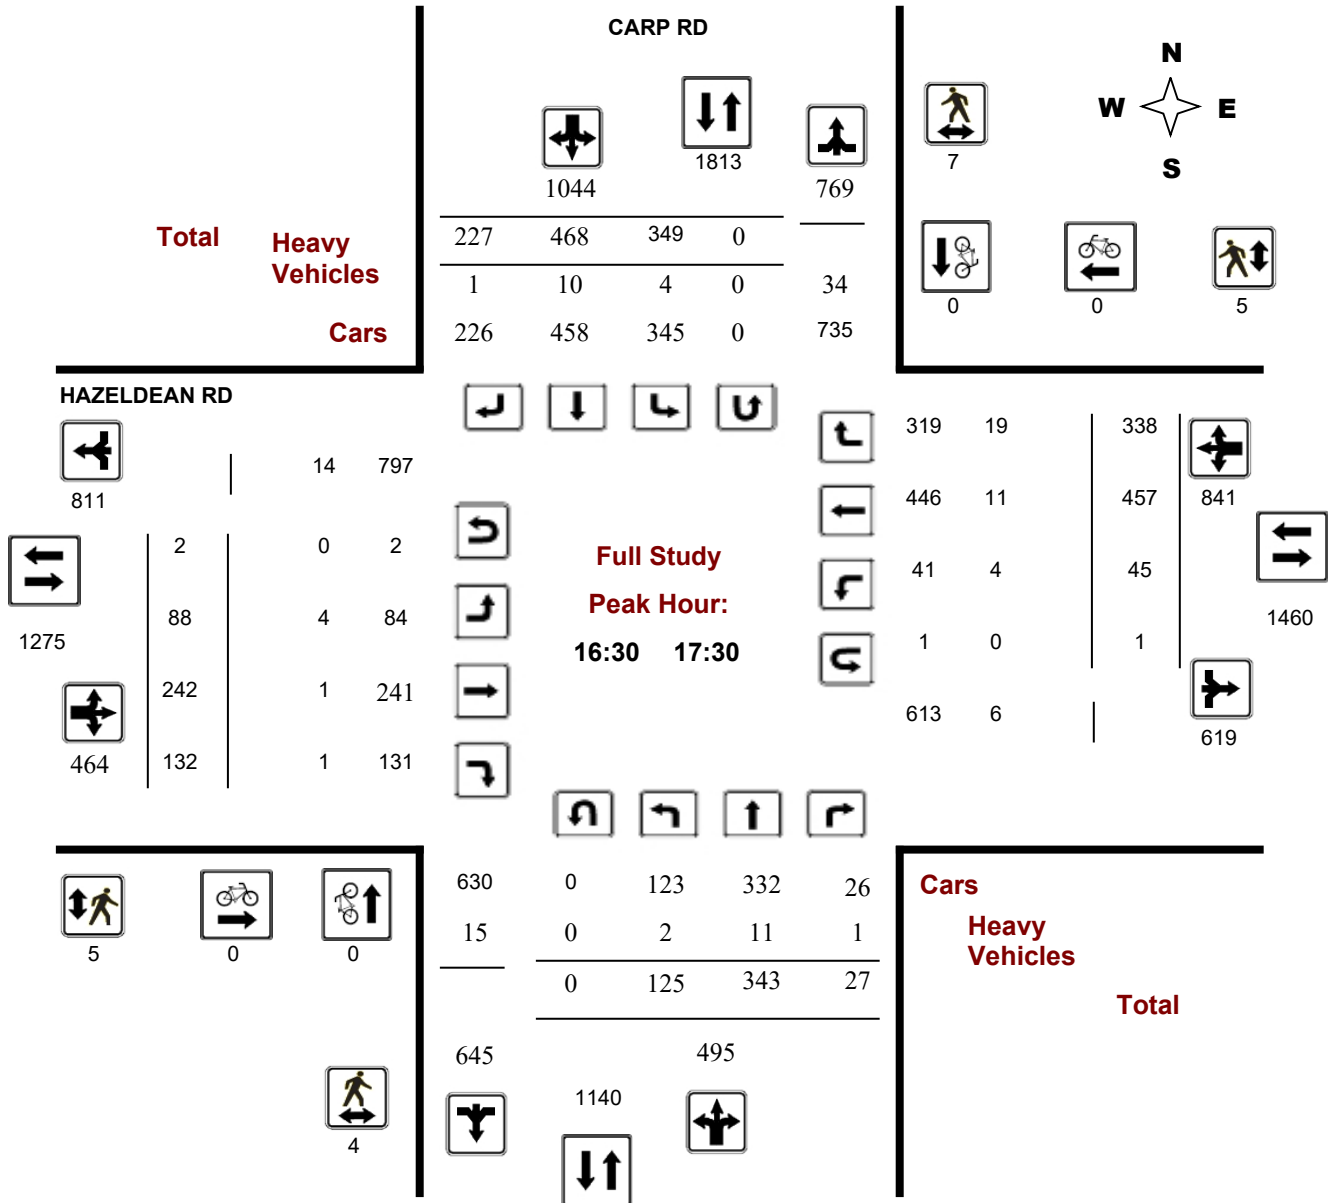 CARP RD
N
W E
S
1813
7
1044 769
Total Heavy Vehicles
227 468 349 0
0 0 5
1 10 4 0 34
Cars 226 458 345 0 735
HAZELDEAN RD
319 19 338
14 797
811
446 11 457 841
2 0 2
Full Study
41 4 45
88 4 84
Peak Hour:
1460
1275
1 0 1
16:30 17:30
242 1 241
613 6
619
464 132 1 131
630 0 123 332 26 Cars
15 0 2 11 1 Heavy Vehicles
5 0 0
0 125 343 27
Total
645 495
1140
4